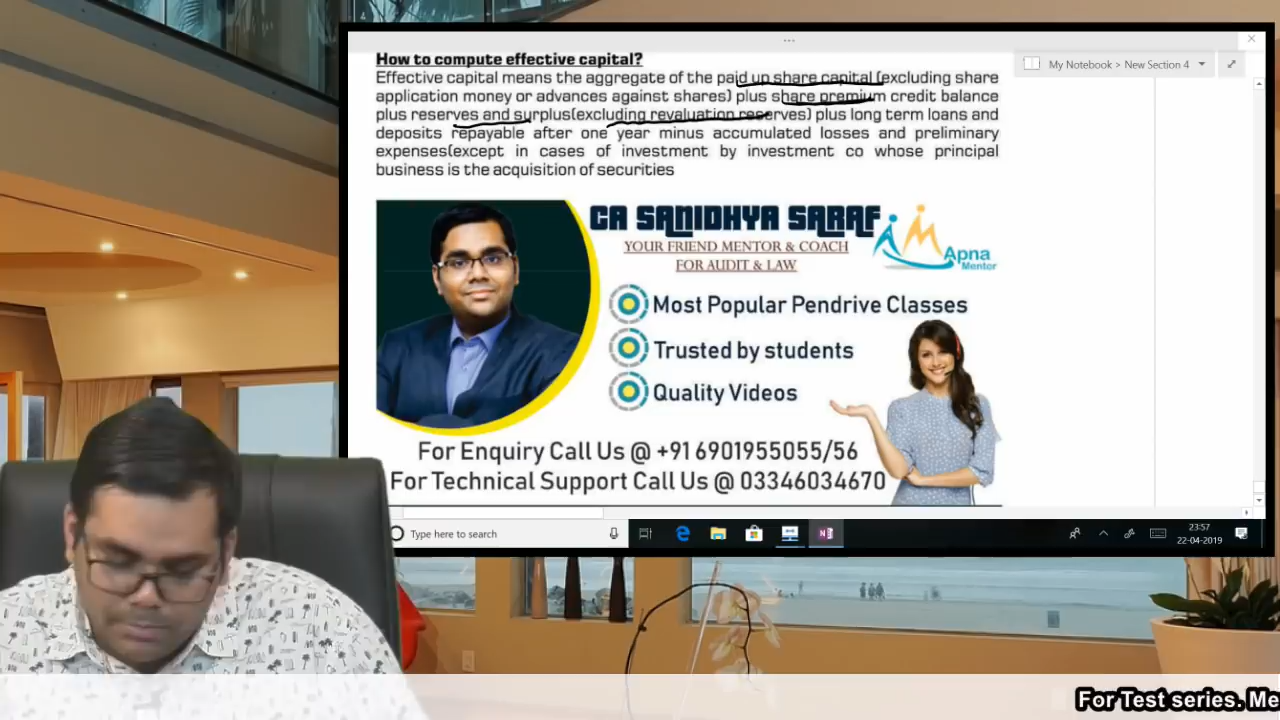 How to compute effective capital?
Effective capital means the aggregate of the paid up share capital (excluding share
application money or advances against shares) plus share premium credit balance
plus reserves and surplus(excluding revaluation reserves) plus long term loans and
deposits repayable after one year minus accumulated losses and preliminary
expenses(except in cases of investment by investment co whose principal
business is the acquisition of securities
My Notebook > New Section 4
CA SANIDHYA SARAF
YOUR FRIEND MENTOR & COACH
FOR AUDIT & LAW
Apna
Mentor
Most Popular Pendrive Classes
Trusted by students
Quality Videos
For Enquiry Call Us @ +91 6901955055/56
For Technical Support Call Us @ 03346034670
Type here to search
23:57
22-04-2019
For Test series. Me